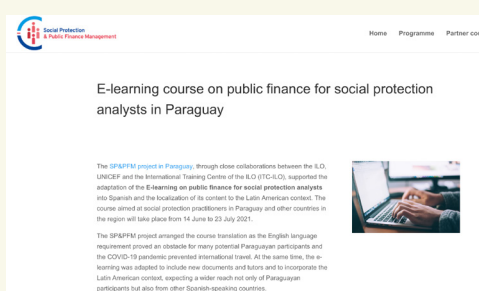 Social Protection
& Public Finance Management
Home Programme Partner cou
E-learning course on public finance for social protection
analysts in Paraguay
The SP&PFM project in Paraguay, through close collaborations between the ILO,
UNICEF and the International Training Centre of the ILO (ITC-ILO), supported the
adaptation of the E-learning on public finance for social protection analysts
into Spanish and the localization of its content to the Latin American context. The
course aimed at social protection practitioners in Paraguay and other countries in
the region will take place from 14 June to 23 July 2021.
The SP&PFM project arranged the course translation as the English language
requirement proved an obstacle for many potential Paraguayan participants and
the COVID-19 pandemic prevented international travel. At the same time, the e-
learning was adapted to include new documents and tutors and to incorporate the
Latin American context, expecting a wider reach not only of Paraguayan
participants but also from other Spanish-speaking countries.